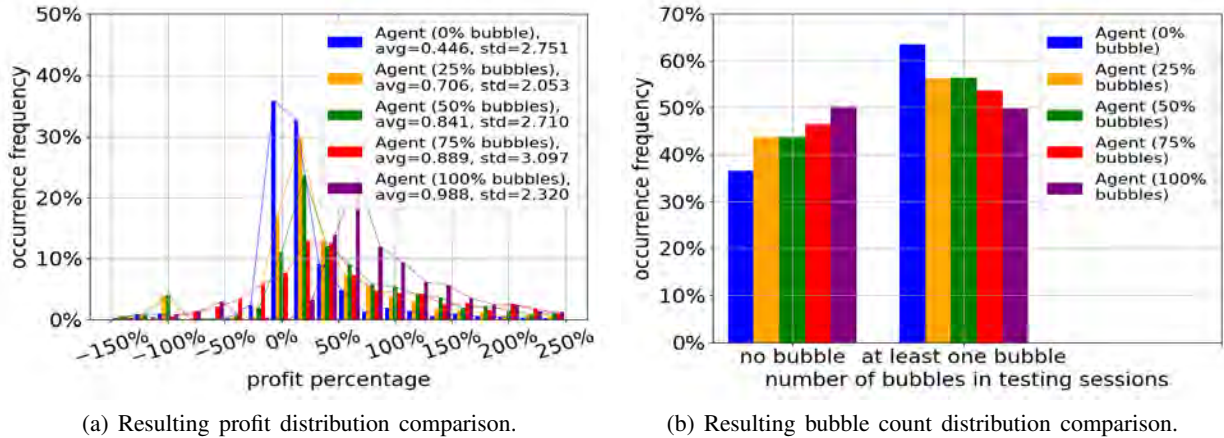 50%
40%
30%
20%
10%
0%
occurrence frequency
Agent (0% bubble),
avg=0.446, std=2.751
Agent (25% bubbles),
avg=0.706, std=2.053
Agent (50% bubbles),
avg=0.841, std=2.710
Agent (75% bubbles),
avg=0.889, std=3.097
Agent (100% bubbles),
avg=0.988, std=2.320
−150%
−100%
−50%
0%
50%
100%
150%
200%
250%
profit percentage
(a) Resulting profit distribution comparison.
70%
60%
50%
40%
30%
20%
10%
0%
occurrence frequency
Agent (0%
bubble)
Agent (25%
bubbles)
Agent (50%
bubbles)
Agent (75%
bubbles)
Agent (100%
bubbles)
no bubble
at least one bubble
number of bubbles in testing sessions
(b) Resulting bubble count distribution comparison.